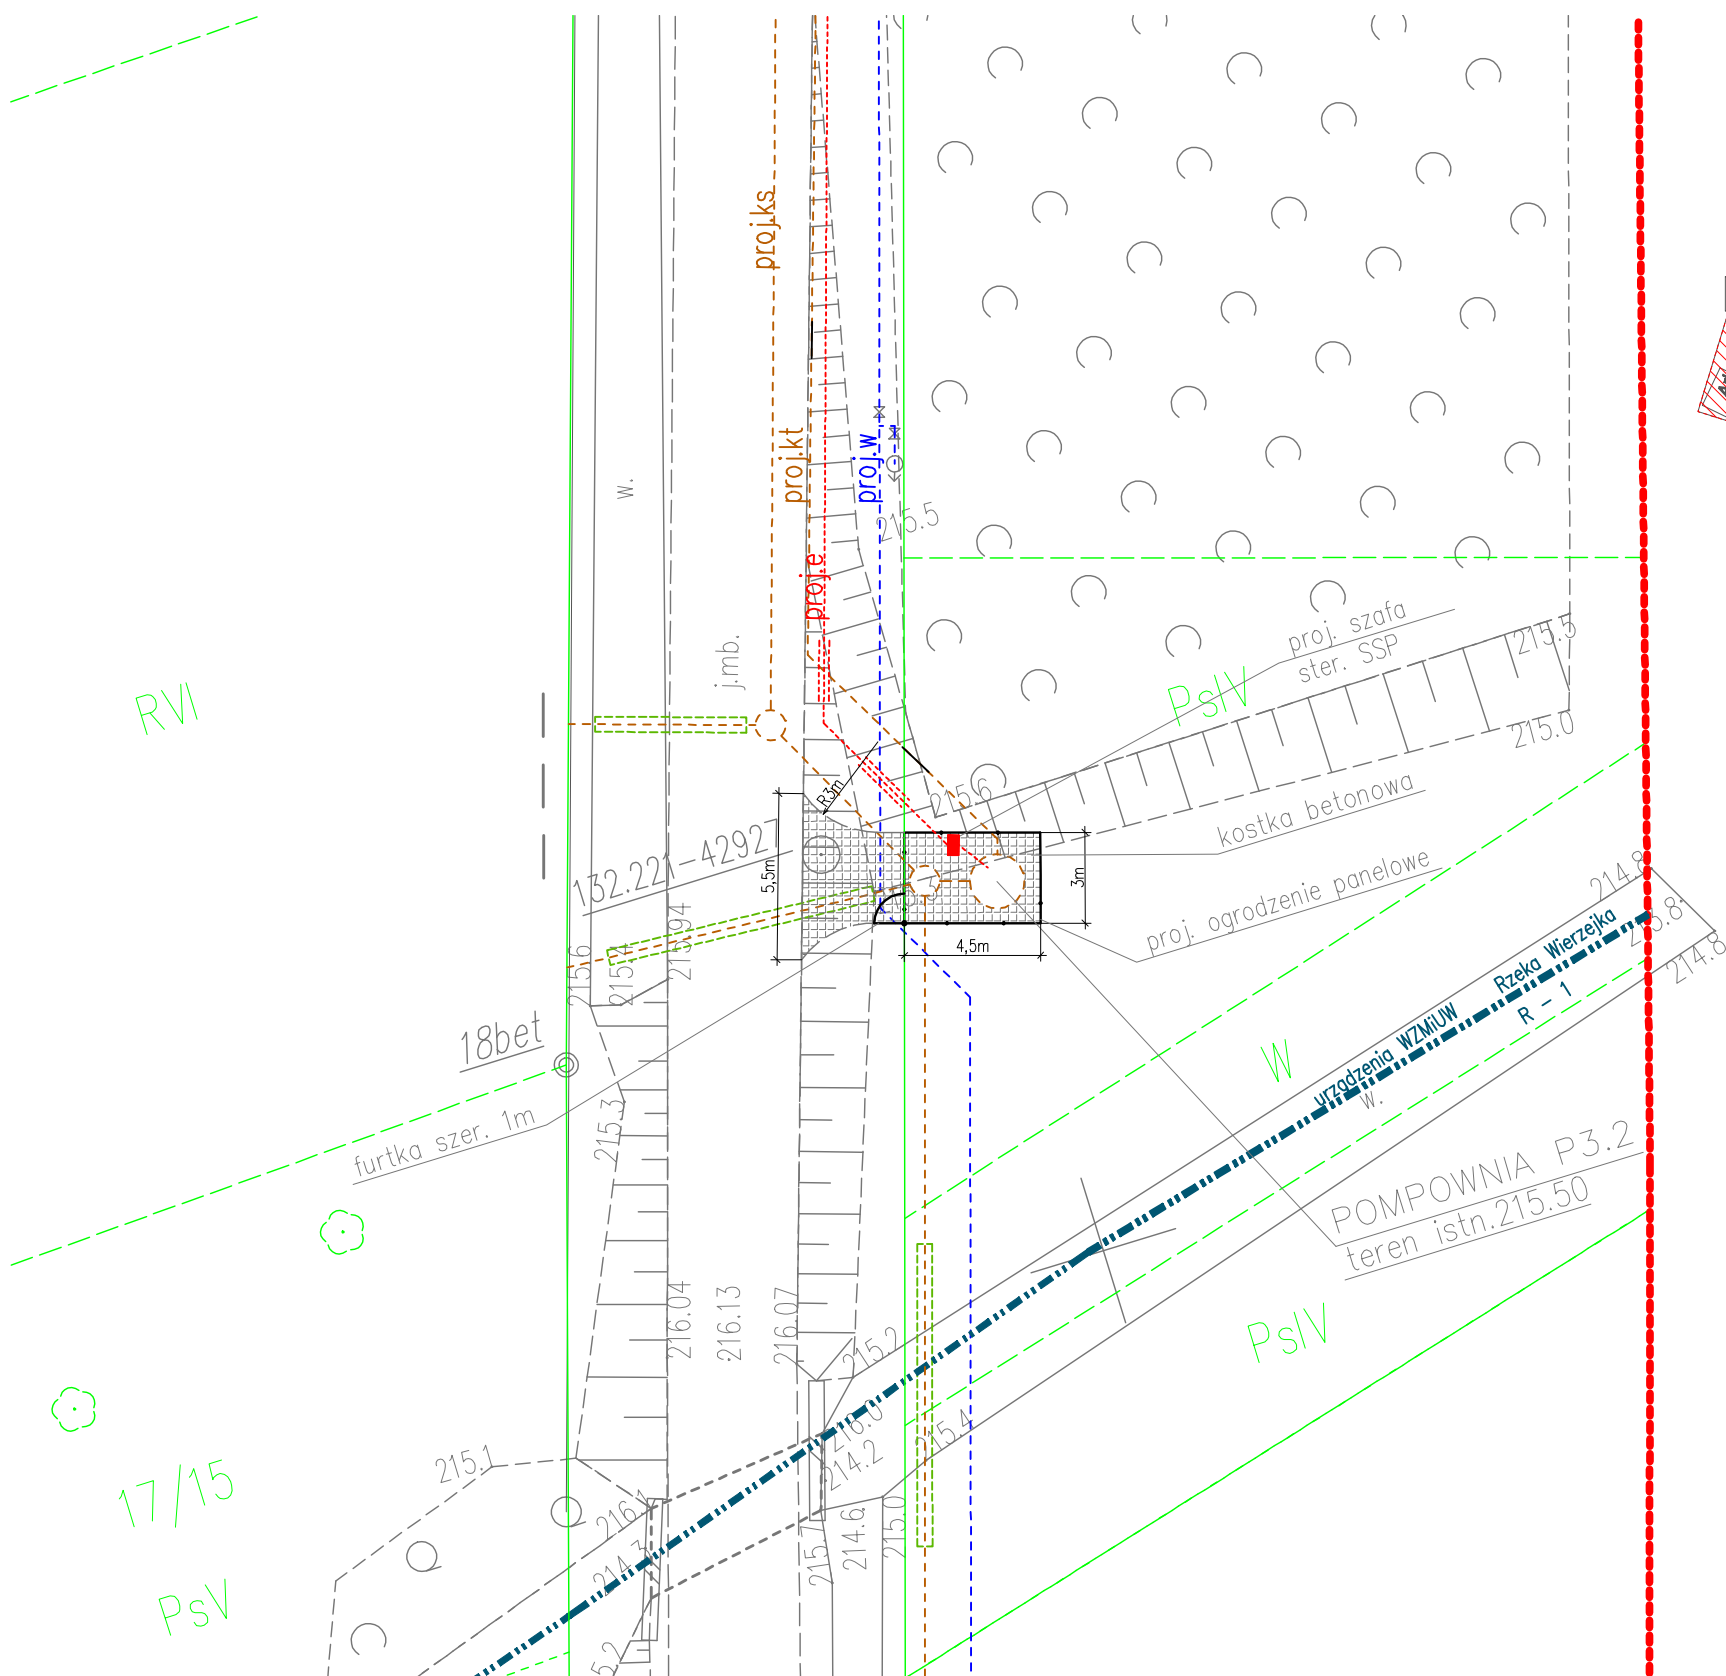 proj.ks
proj.kt
proj.w
w.
215.5
proj.e
j.mb.
proj. szafa
ster. SSP
215.5
RVI
PsIV
215.0
R3m
215.6
kostka betonowa
132.221-42927
5,5m
3m
proj. ogrodzenie panelowe
214.8
4,5m
215.6
215.4
215.94
Rzeka Wierzejka
214.8
R - 1
18bet
urządzenia WZMiUW
W
w.
furtka szer. 1m
215.3
POMPOWNIA P3.2
teren istn.215.50
216.04
216.13
216.07
215.2
PsIV
216.0
215.4
214.2
215.1
17/15
216.1
214.3
215.7
214.6
215.0
PsV
5.2